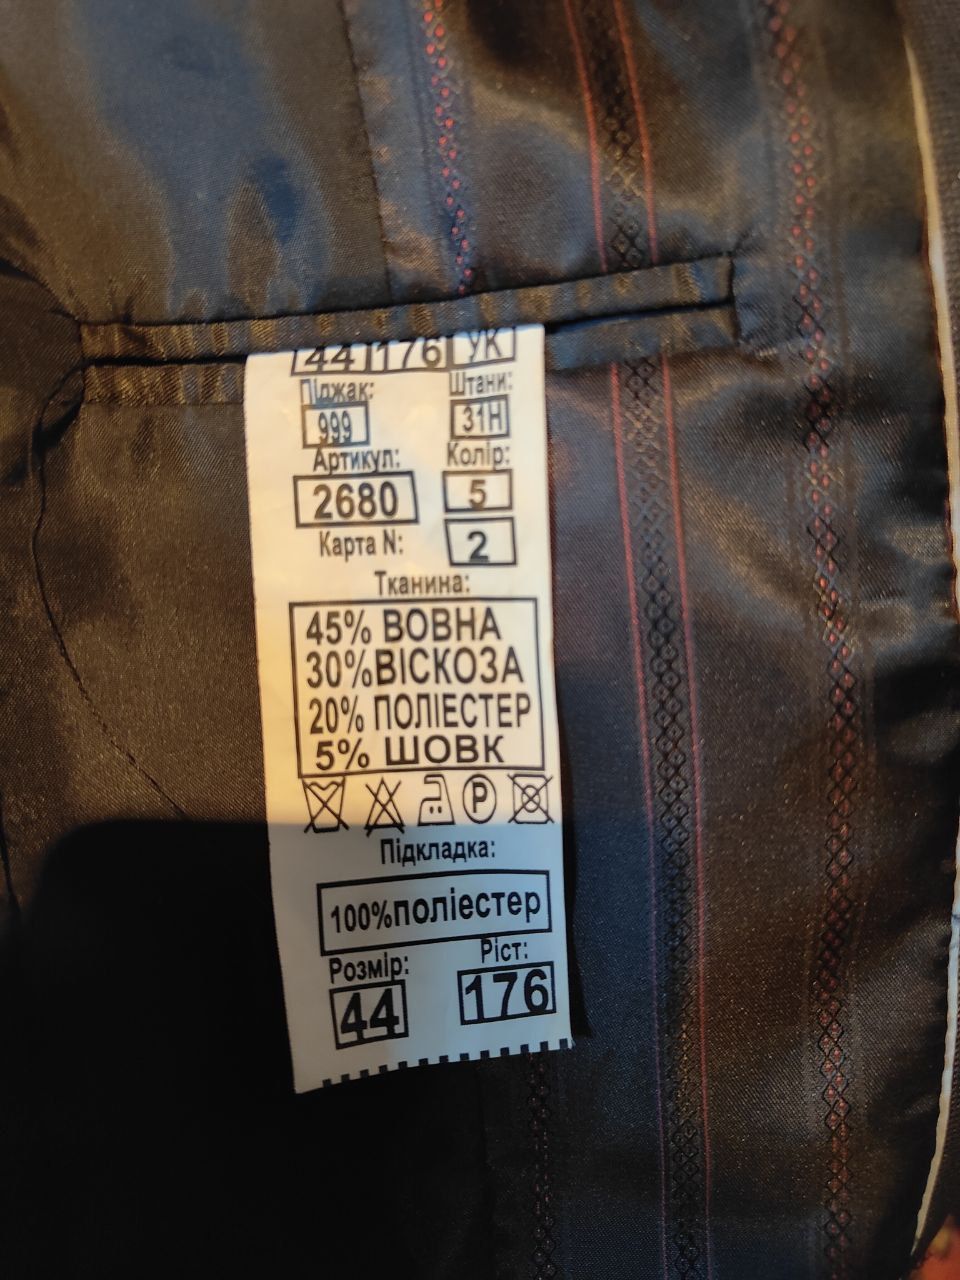 44 176 УК
Піджак: Штани:
999 31Н
Артикул: Колір:
2680 5
Карта N: 2
Тканина:
45% ВОВНА
30%ВІСКОЗА
20% ПОЛІЕСТЕР
5% ШОВК
P
Підкладка:
100%поліестер
Розмір: Ріст:
44 176